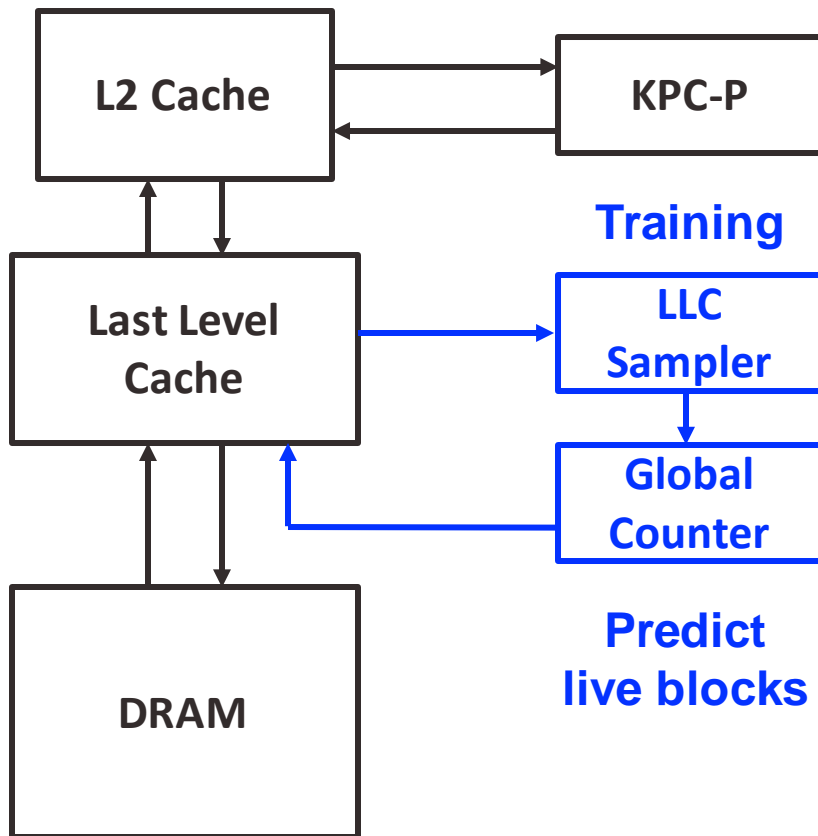 L2 Cache
KPC-P
Training
Last Level
Cache
LLC
Sampler
Global
Counter
Predict
live blocks
DRAM